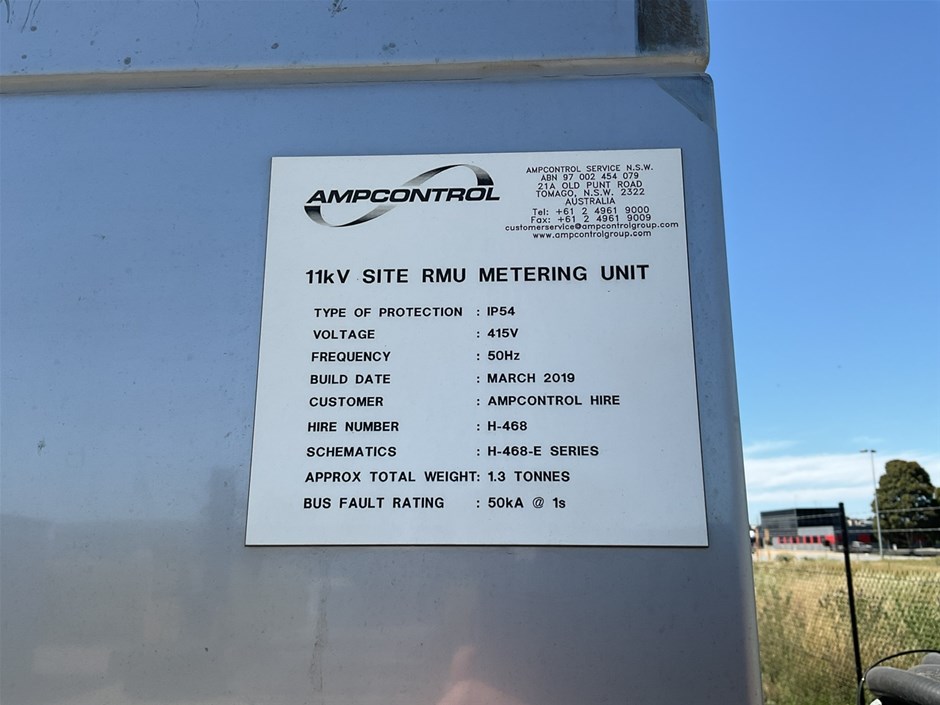 AMPCONTROL
AMPCONTROL SERVICE N.S.W.
ABN 97 002 454 079
21A OLD PUNT ROAD
TOMAGO, N.S.W. 2322
AUSTRALIA
Tel: +61 2 4961 9000
Fax: +61 2 4961 9009
customerservice@ampcontrolgroup.com
www.ampcontrolgroup.com
11kV SITE RMU METERING UNIT
TYPE OF PROTECTION : IP54
VOLTAGE : 415V
FREQUENCY : 50Hz
BUILD DATE : MARCH 2019
CUSTOMER : AMPCONTROL HIRE
HIRE NUMBER : H-468
SCHEMATICS : H-468-E SERIES
APPROX TOTAL WEIGHT: 1.3 TONNES
BUS FAULT RATING : 50kA @ 1s